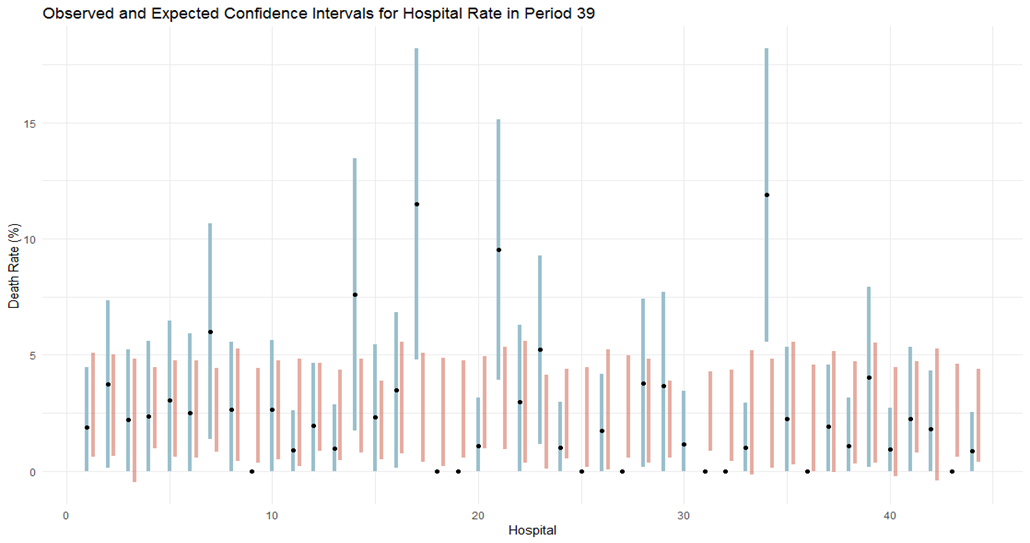 Observed and Expected Confidence Intervals for Hospital Rate in Period 39
Death Rate (%)
15
10
5
0
0 10 20 30 40
Hospital